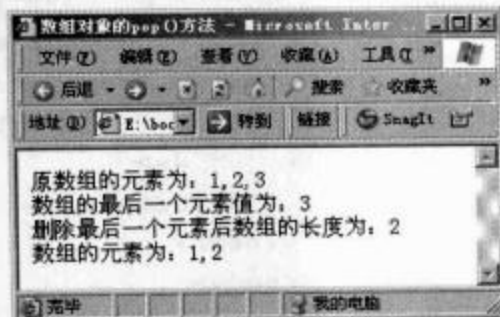 数组对象的pop()方法 - Microsoft Inter
文件(F) 编辑(E) 查看(V) 收藏(A) 工具(T »
后退 搜索 收藏夹 »
地址(D) E:\boc 转到 链接 SnagIt
原数组的元素为：1,2,3
数组的最后一个元素值为：3
删除最后一个元素后数组的长度为：2
数组的元素为：1,2
完毕 我的电脑